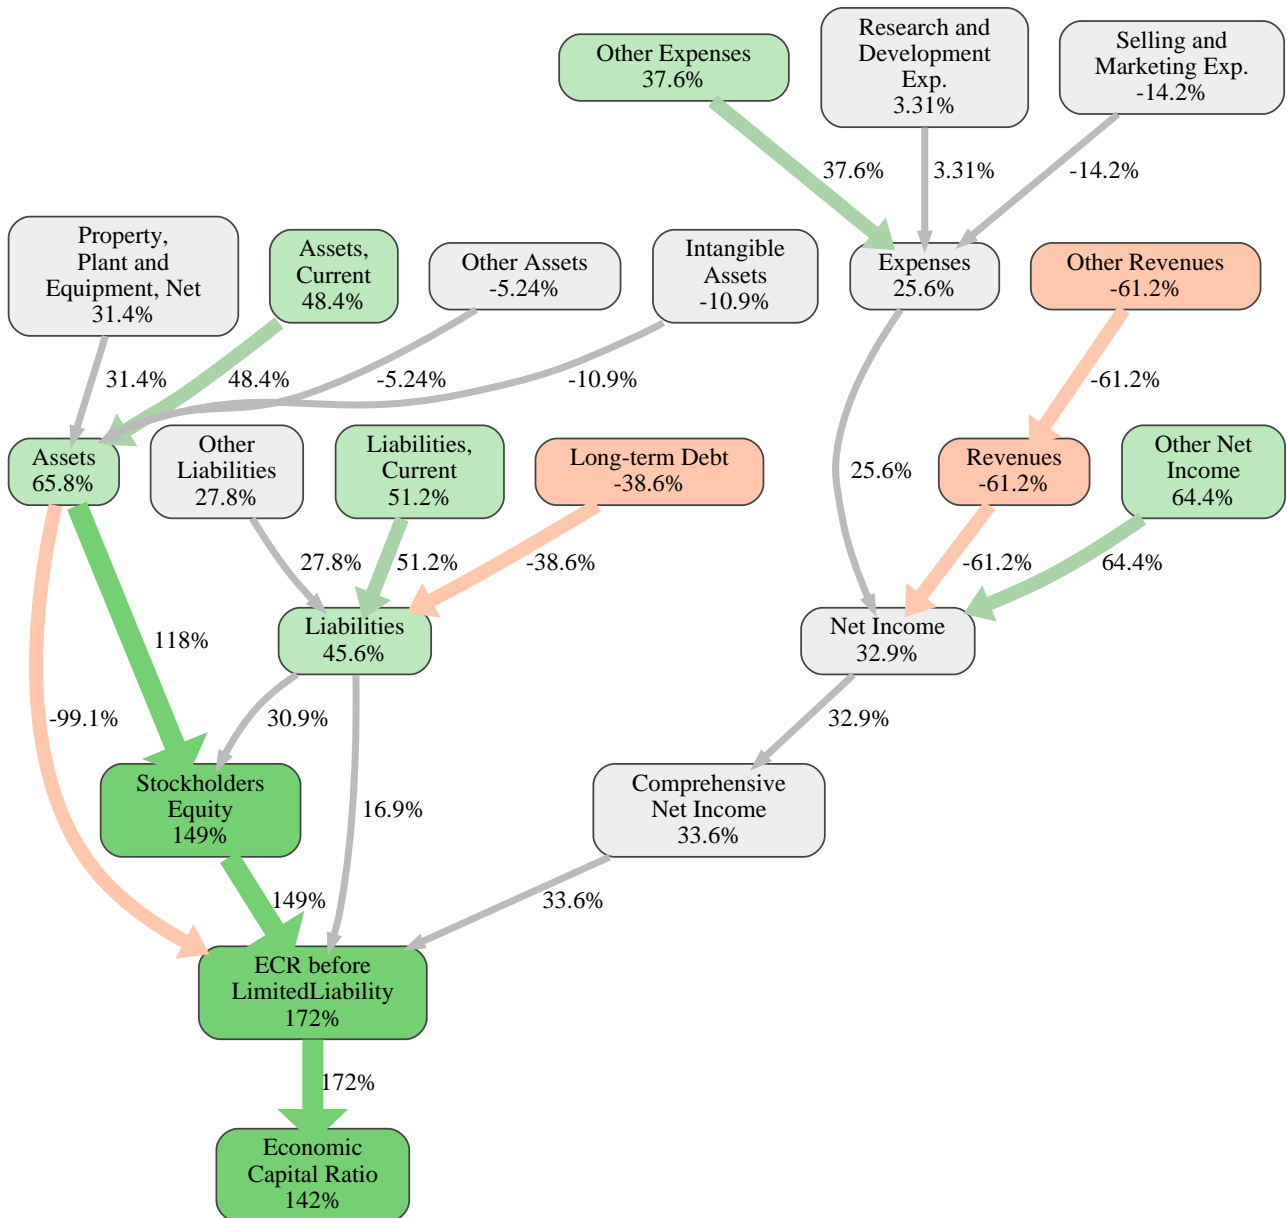 Other Expenses
37.6%
Research and
Development
Exp.
3.31%
Selling and
Marketing Exp.
-14.2%
37.6%
3.31%
-14.2%
Property,
Plant and
Equipment, Net
31.4%
Assets,
Current
48.4%
Other Assets
-5.24%
Intangible
Assets
-10.9%
Expenses
25.6%
Other Revenues
-61.2%
31.4%
48.4%
-5.24%
-10.9%
-61.2%
Assets
65.8%
Other
Liabilities
27.8%
Liabilities,
Current
51.2%
Long-term Debt
-38.6%
25.6%
Revenues
-61.2%
Other Net
Income
64.4%
27.8%
51.2%
-38.6%
-61.2%
64.4%
118%
Liabilities
45.6%
Net Income
32.9%
-99.1%
30.9%
32.9%
Stockholders
Equity
149%
16.9%
Comprehensive
Net Income
33.6%
149%
33.6%
ECR before
LimitedLiability
172%
172%
Economic
Capital Ratio
142%